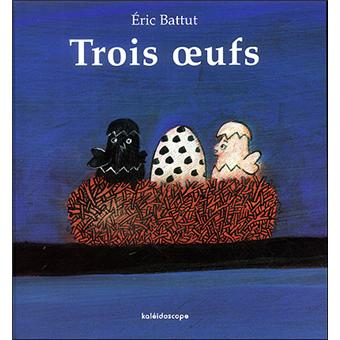 Éric Battut
Trois œufs
kaléidoscope